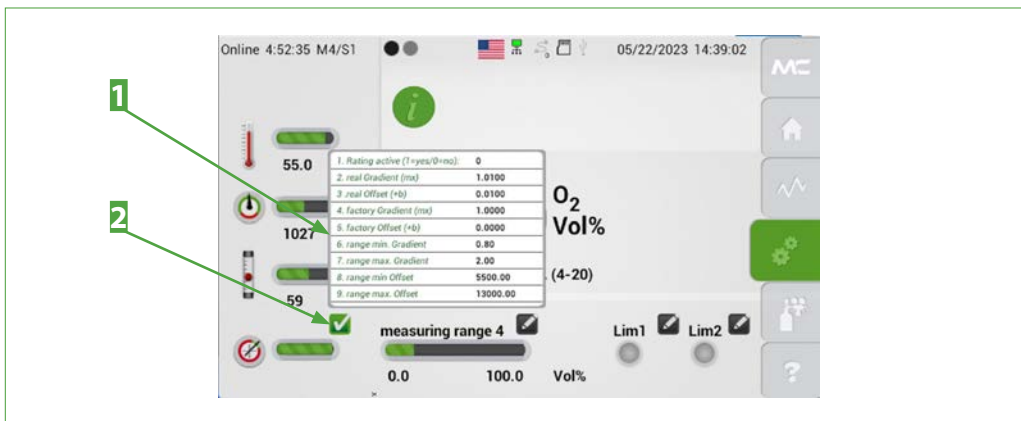 Online 4:52:35 M4/S1 05/22/2023 14:39:02
MC
1
55.0
1. Rating active (1=yes/0=no): 0
2. real Gradient (mx) 1.0100
3 .real Offset (+b) 0.0100
4. factory Gradient (mx) 1.0000
5. factory Offset (+b) 0.0000
6. range min. Gradient 0.80
7. range max. Gradient 2.00
8. range min Offset 5500.00
9. range max. Offset 13000.00
O2
Vol%
2
1027
(4-20)
59
measuring range 4 Lim1 Lim2
0.0 100.0 Vol%
?